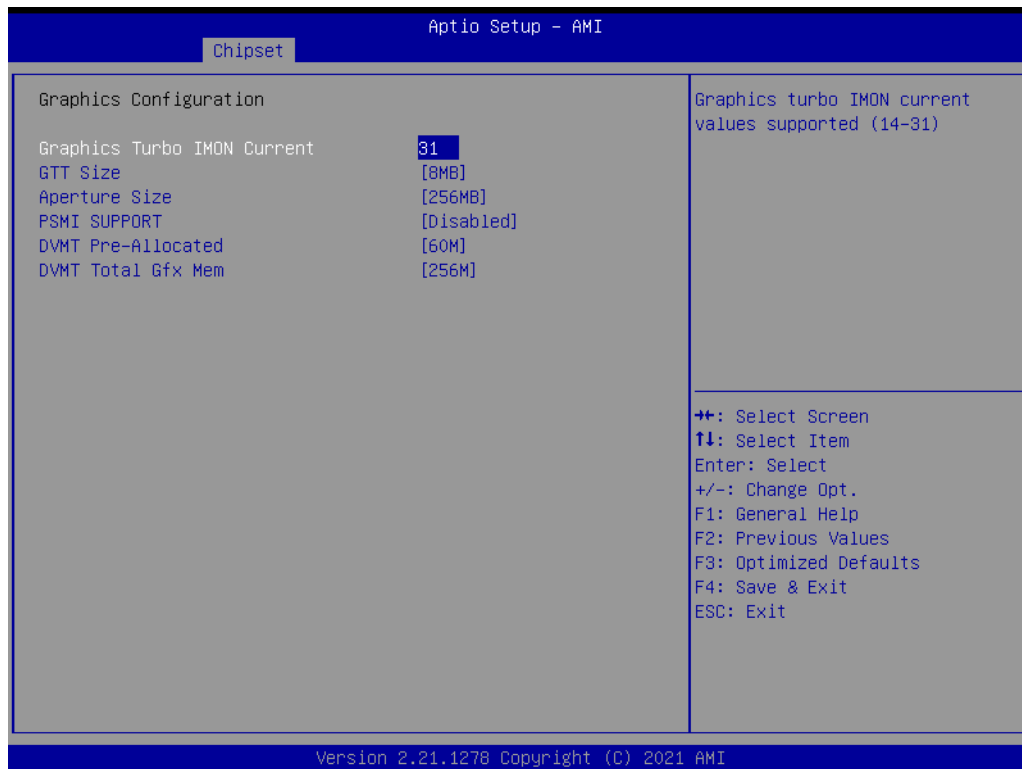 Aptio Setup – AMI
Chipset
Graphics Configuration
Graphics Turbo IMON Current 31
GTT Size [8MB]
Aperture Size [256MB]
PSMI SUPPORT [Disabled]
DVMT Pre-Allocated [60M]
DVMT Total Gfx Mem [256M]
Graphics turbo IMON current
values supported (14-31)
→←: Select Screen
↑↓: Select Item
Enter: Select
+/-: Change Opt.
F1: General Help
F2: Previous Values
F3: Optimized Defaults
F4: Save & Exit
ESC: Exit
Version 2.21.1278 Copyright (C) 2021 AMI